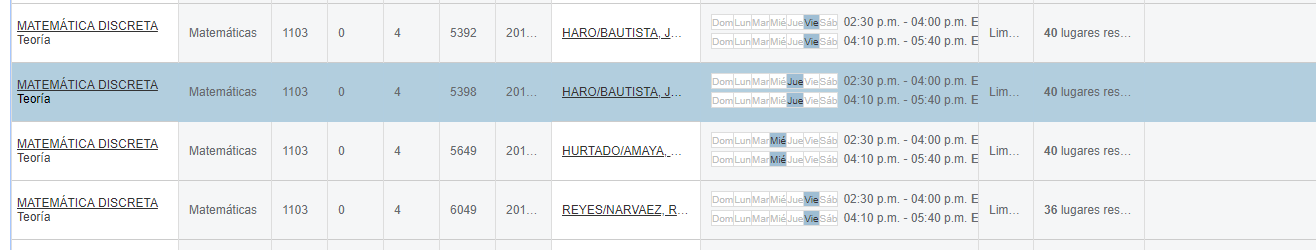 MATEMÁTICA DISCRETA
Teoría
Matemáticas 1103 0 4 5392 201... HARO/BAUTISTA, J...
Dom Lun Mar Mié Jue Vie Sáb 02:30 p.m. - 04:00 p.m. E
Dom Lun Mar Mié Jue Vie Sáb 04:10 p.m. - 05:40 p.m. E
Lim... 40 lugares res...
MATEMÁTICA DISCRETA
Teoría
Matemáticas 1103 0 4 5398 201... HARO/BAUTISTA, J...
Dom Lun Mar Mié Jue Vie Sáb 02:30 p.m. - 04:00 p.m. E
Dom Lun Mar Mié Jue Vie Sáb 04:10 p.m. - 05:40 p.m. E
Lim... 40 lugares res...
MATEMÁTICA DISCRETA
Teoría
Matemáticas 1103 0 4 5649 201... HURTADO/AMAYA, ...
Dom Lun Mar Mié Jue Vie Sáb 02:30 p.m. - 04:00 p.m. E
Dom Lun Mar Mié Jue Vie Sáb 04:10 p.m. - 05:40 p.m. E
Lim... 40 lugares res...
MATEMÁTICA DISCRETA
Teoría
Matemáticas 1103 0 4 6049 201... REYES/NARVAEZ, R...
Dom Lun Mar Mié Jue Vie Sáb 02:30 p.m. - 04:00 p.m. E
Dom Lun Mar Mié Jue Vie Sáb 04:10 p.m. - 05:40 p.m. E
Lim... 36 lugares res...